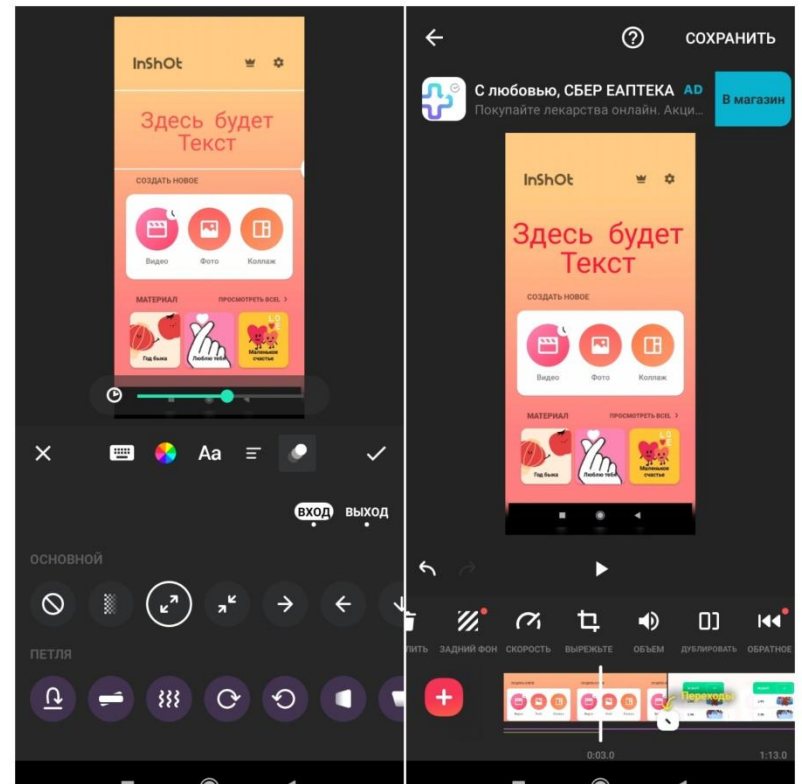 InShOt
Здесь будет
Текст
СОЗДАТЬ НОВОЕ
Видео
Фото
Коллаж
МАТЕРИАЛ
ПРОСМОТРЕТЬ ВСЕ(
Год быка
Люблю тебя
Маленькое
счастье
Aa
ВХОД
ВЫХОД
ОСНОВНОЙ
ПЕТЛЯ
СОХРАНИТЬ
С любовью, СБЕР ЕАПТЕКА AD
Покупайте лекарства онлайн. Акци...
В магазин
InShOt
Здесь будет
Текст
СОЗДАТЬ НОВОЕ
Видео
Фото
Коллаж
МАТЕРИАЛ
ПРОСМОТРЕТЬ ВСЕ(
Год быка
Люблю тебя
Маленькое
счастье
ЛИТЬ
ЗАДНИЙ ФОН
СКОРОСТЬ
ВЫРЕЖЬТЕ
ОБЪЕМ
ДУБЛИРОВАТЬ
ОБРАТНОЕ
Переходы
0:03.0
1:13.0